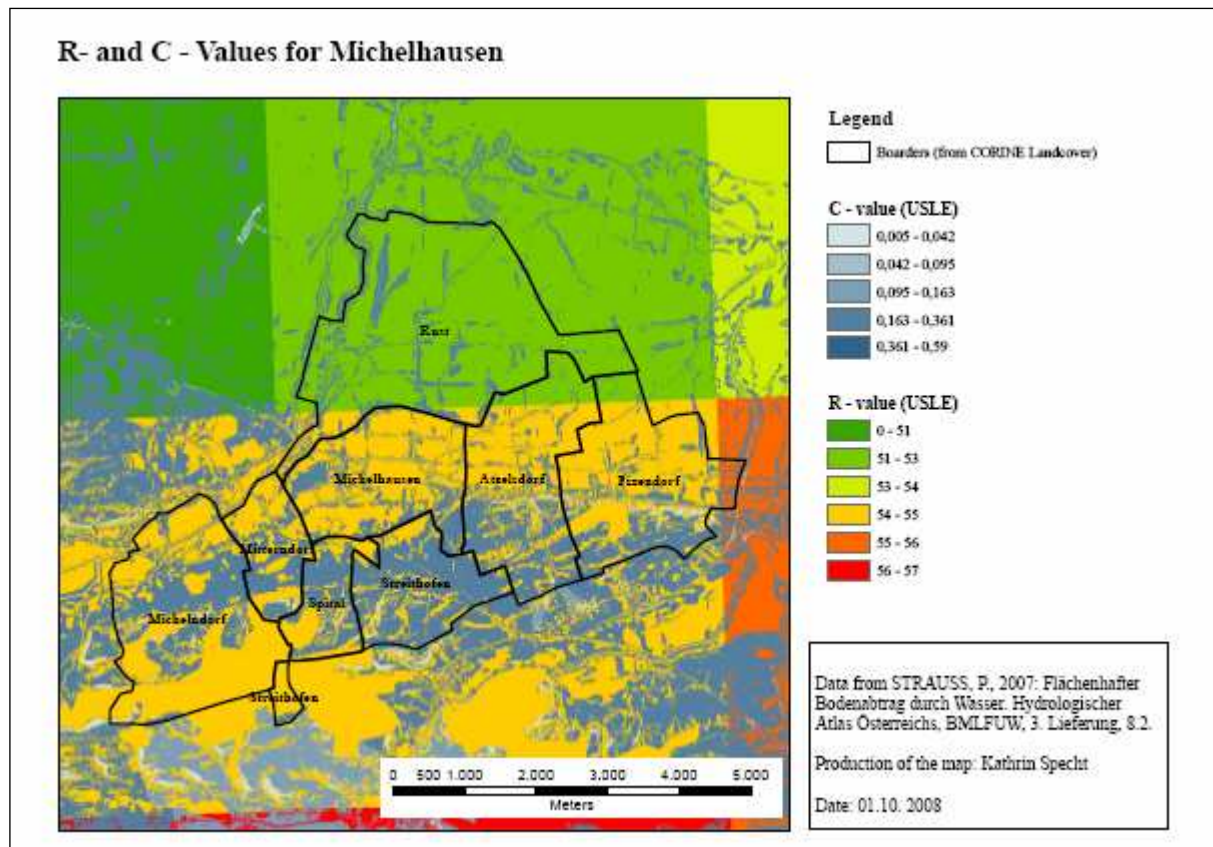 R- and C - Values for Michelhausen
Legend
Boarders (from CORINE Landcover)
C - value (USLE)
0,005 - 0,042
0,042 - 0,095
0,095 - 0,163
0,163 - 0,361
0,361 - 0,59
R - value (USLE)
0 - 51
51 - 53
53 - 54
54 - 55
55 - 56
56 - 57
Rust
Michelhausen
Atzelsdorf
Pixendorf
Mitterndorf
Streithofen
Spital
Michelndorf
Streithofen
0 500 1.000 2.000 3.000 4.000 5.000
Meters
Data from STRAUSS, P., 2007: Flächenhafter
Bodenabtrag durch Wasser. Hydrologischer
Atlas Österreichs, BMLFUW, 3. Lieferung, 8.2.
Production of the map: Kathrin Specht
Date: 01.10. 2008